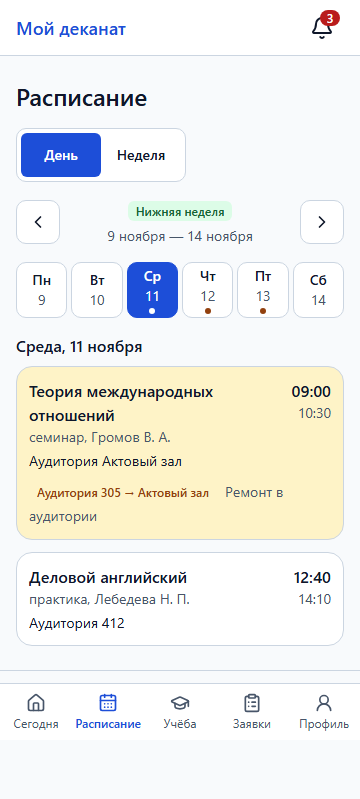 Мой деканат
3
Расписание
День Неделя
Нижняя неделя
9 ноября — 14 ноября
Пн Вт Ср Чт Пт Сб
9 10 11 12 13 14
Среда, 11 ноября
Теория международных 09:00
отношений 10:30
семинар, Громов В. А.
Аудитория Актовый зал
Аудитория 305 → Актовый зал Ремонт в
аудитории
Деловой английский 12:40
практика, Лебедева Н. П. 14:10
Аудитория 412
Сегодня Расписание Учёба Заявки Профиль